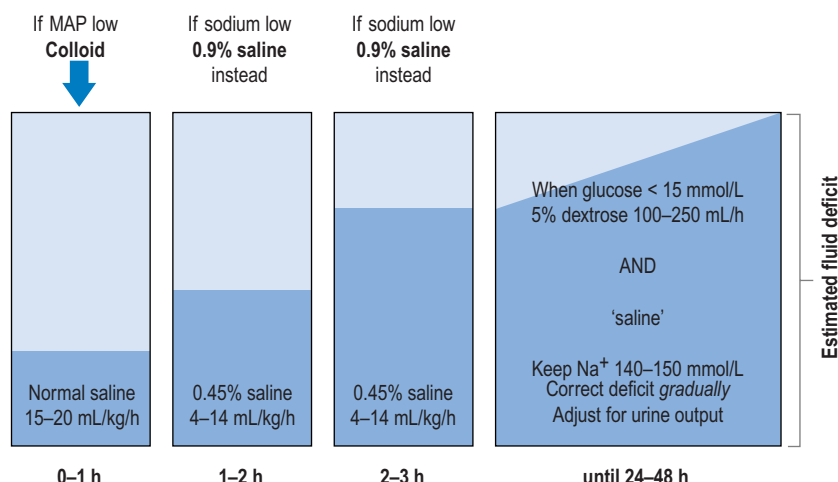 If MAP low
Colloid
If sodium low
0.9% saline
instead
If sodium low
0.9% saline
instead
Normal saline
15–20 mL/kg/h
0.45% saline
4–14 mL/kg/h
0.45% saline
4–14 mL/kg/h
When glucose < 15 mmol/L
5% dextrose 100–250 mL/h
AND
‘saline’
Keep Na⁺ 140–150 mmol/L
Correct deficit gradually
Adjust for urine output
Estimated fluid deficit
0–1 h
1–2 h
2–3 h
until 24–48 h